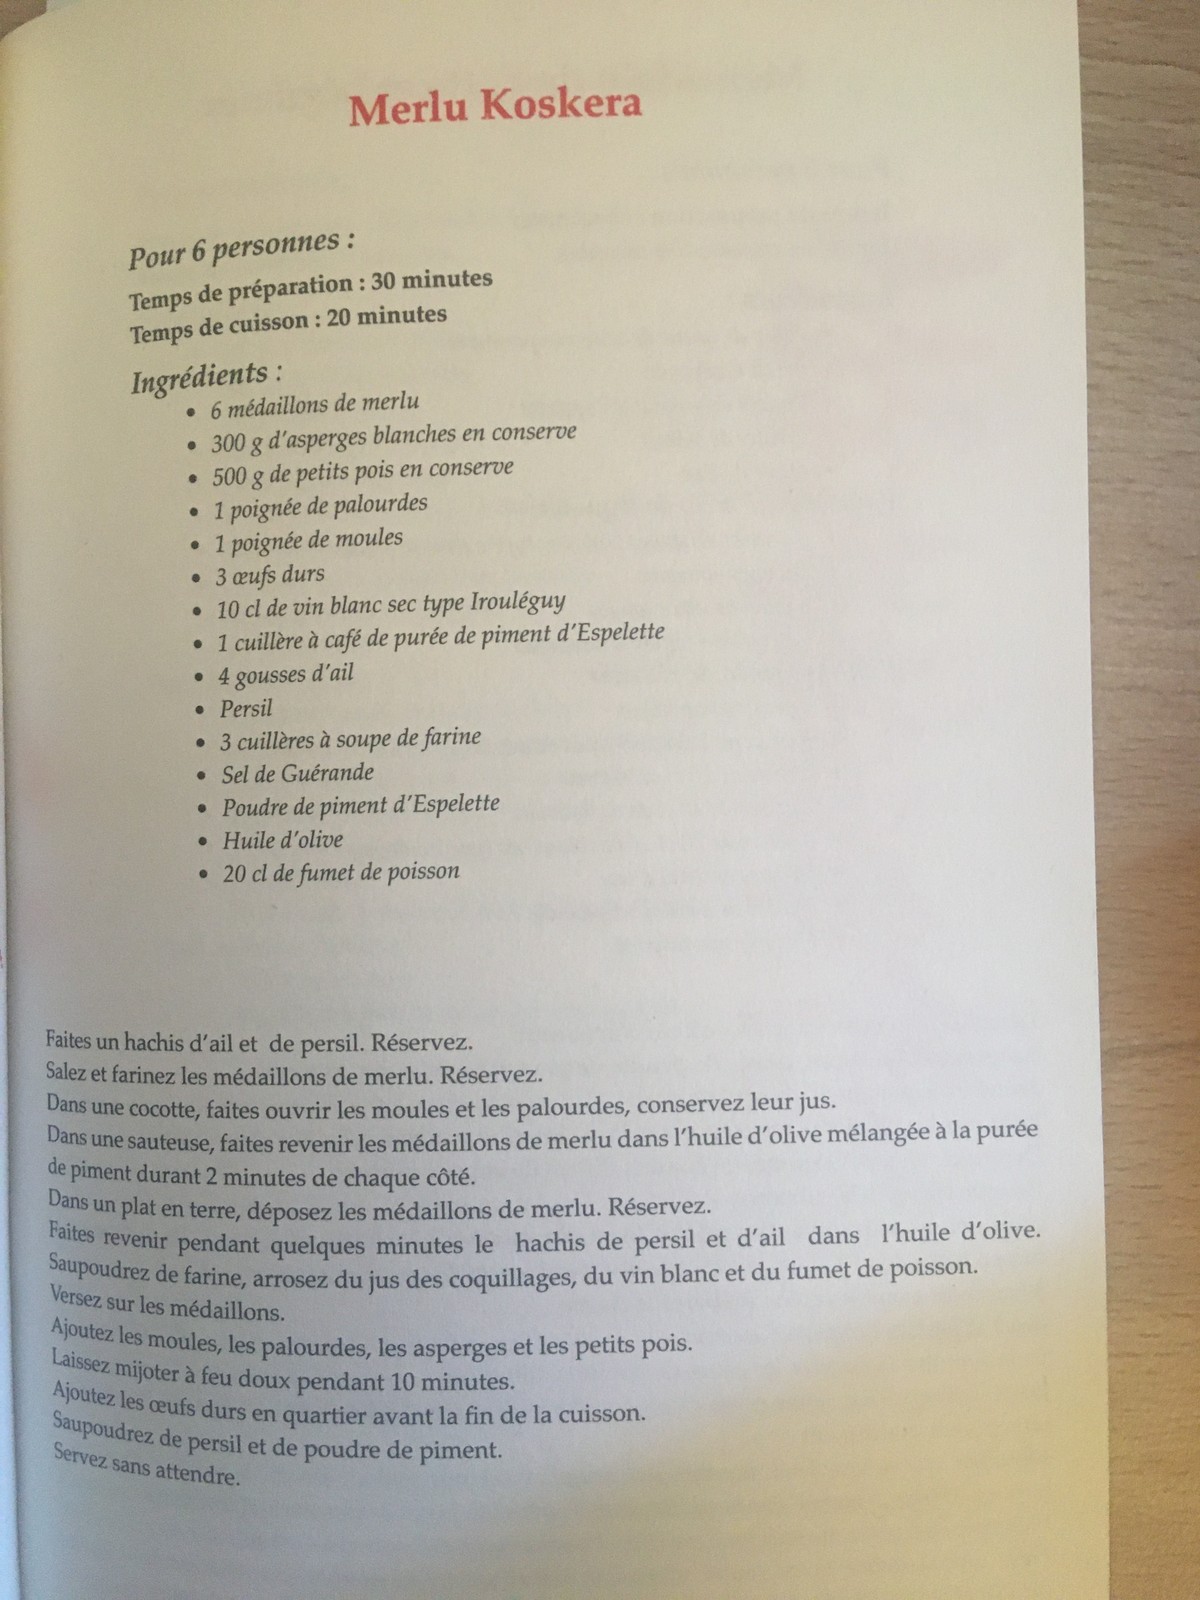 Merlu Koskera
Pour 6 personnes :
Temps de préparation : 30 minutes
Temps de cuisson : 20 minutes
Ingrédients :
• 6 médaillons de merlu
• 300 g d'asperges blanches en conserve
• 500 g de petits pois en conserve
• 1 poignée de palourdes
• 1 poignée de moules
• 3 œufs durs
• 10 cl de vin blanc sec type Irouléguy
• 1 cuillère à café de purée de piment d'Espelette
• 4 gousses d'ail
• Persil
• 3 cuillères à soupe de farine
• Sel de Guérande
• Poudre de piment d'Espelette
• Huile d'olive
• 20 cl de fumet de poisson
Faites un hachis d'ail et de persil. Réservez.
Salez et farinez les médaillons de merlu. Réservez.
Dans une cocotte, faites ouvrir les moules et les palourdes, conservez leur jus.
Dans une sauteuse, faites revenir les médaillons de merlu dans l'huile d'olive mélangée à la purée
de piment durant 2 minutes de chaque côté.
Dans un plat en terre, déposez les médaillons de merlu. Réservez.
Faites revenir pendant quelques minutes le hachis de persil et d'ail dans l'huile d'olive.
Saupoudrez de farine, arrosez du jus des coquillages, du vin blanc et du fumet de poisson.
Versez sur les médaillons.
Ajoutez les moules, les palourdes, les asperges et les petits pois.
Laissez mijoter à feu doux pendant 10 minutes.
Ajoutez les œufs durs en quartier avant la fin de la cuisson.
Saupoudrez de persil et de poudre de piment.
Servez sans attendre.